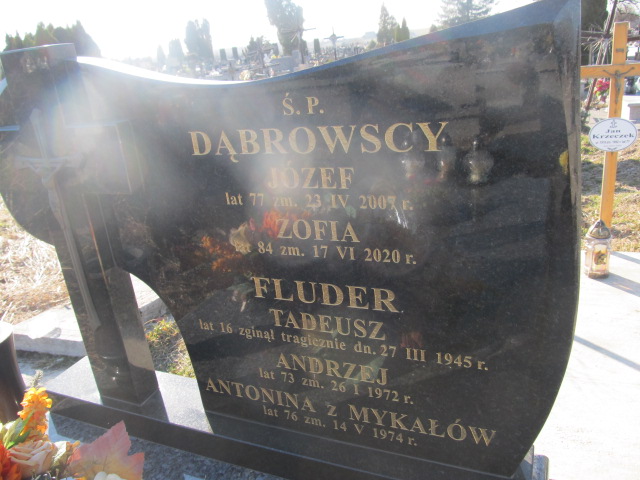 Ś. P.
DĄBROWSCY
JÓZEF
lat 77 zm. 23 IV 2007 r.
ZOFIA
lat 84 zm. 17 VI 2020 r.
FLUDER
TADEUSZ
lat 16 zginął tragicznie dn. 27 III 1945 r.
ANDRZEJ
lat 73 zm. 26 I 1972 r.
ANTONINA z MYKAŁÓW
lat 76 zm. 14 V 1974 r.
Jan
Krzeczek